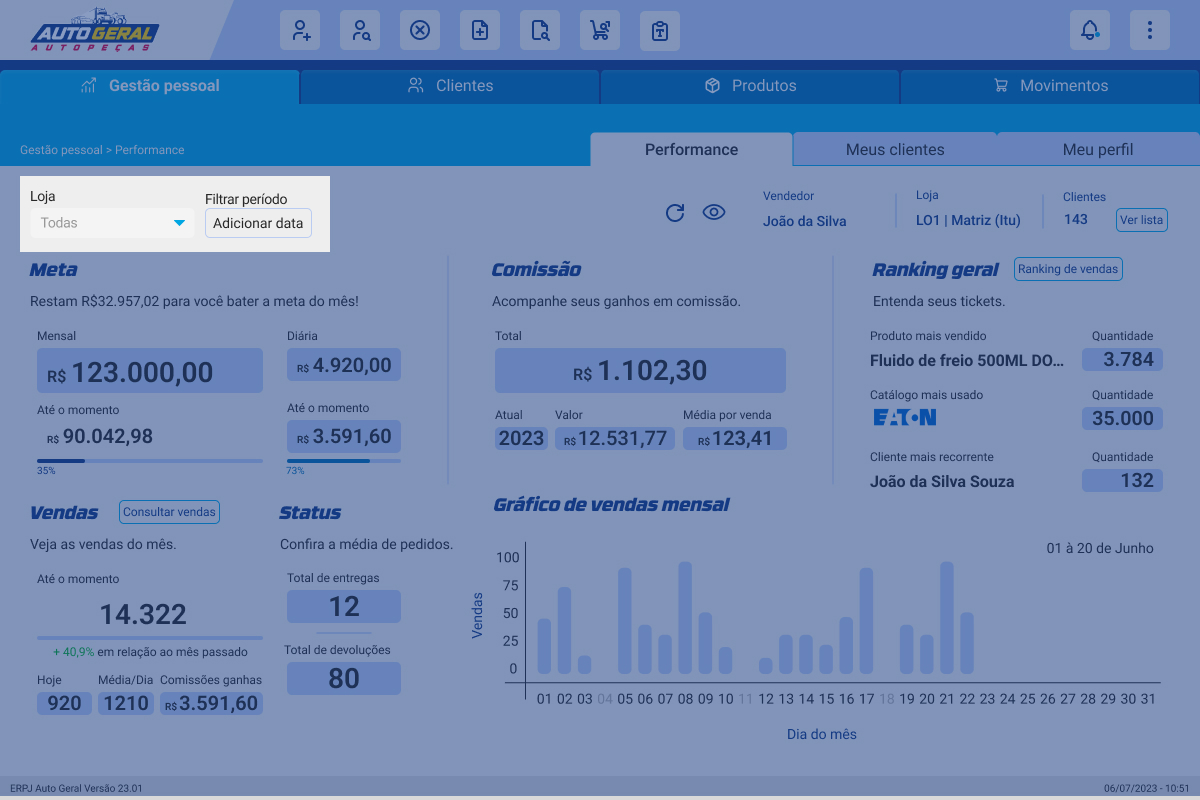 AUTO GERAL
AUTOPEÇAS
Gestão pessoal
Clientes
Produtos
Movimentos
Gestão pessoal > Performance
Performance
Meus clientes
Meu perfil
Loja
Todas
Filtrar período
Adicionar data
Vendedor
João da Silva
Loja
LO1 | Matriz (Itu)
Clientes
143
Ver lista
Meta
Restam R$32.957,02 para você bater a meta do mês!
Mensal
R$ 123.000,00
Até o momento
R$ 90.042,98
35%
Diária
R$ 4.920,00
Até o momento
R$ 3.591,60
73%
Comissão
Acompanhe seus ganhos em comissão.
Total
R$ 1.102,30
Atual
2023
Valor
R$ 12.531,77
Média por venda
R$ 123,41
Ranking geral
Ranking de vendas
Entenda seus tickets.
Produto mais vendido
Quantidade
Fluido de freio 500ML DO...
3.784
Catálogo mais usado
Quantidade
EATON
35.000
Cliente mais recorrente
Quantidade
João da Silva Souza
132
Vendas
Consultar vendas
Veja as vendas do mês.
Até o momento
14.322
+ 40,9% em relação ao mês passado
Hoje
920
Média/Dia
1210
Comissões ganhas
R$ 3.591,60
Status
Confira a média de pedidos.
Total de entregas
12
Total de devoluções
80
Gráfico de vendas mensal
01 à 20 de Junho
Vendas
100
75
50
25
0
01 02 03 04 05 06 07 08 09 10 11 12 13 14 15 16 17 18 19 20 21 22 23 24 25 26 27 28 29 30 31
Dia do mês
ERPJ Auto Geral Versão 23.01
06/07/2023 - 10:51